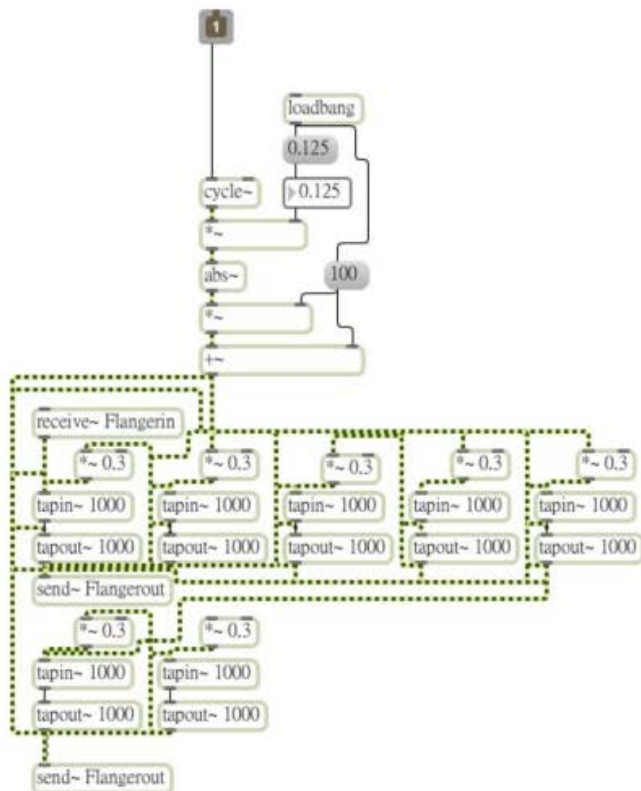 1
loadbang
0.125
cycle~ 0.125
*~
abs~
100
*~
+~
receive~ Flangerin
*~ 0.3 *~ 0.3 *~ 0.3 *~ 0.3 *~ 0.3
tapin~ 1000 tapin~ 1000 tapin~ 1000 tapin~ 1000 tapin~ 1000
tapout~ 1000 tapout~ 1000 tapout~ 1000 tapout~ 1000 tapout~ 1000
send~ Flangerout
*~ 0.3 *~ 0.3
tapin~ 1000 tapin~ 1000
tapout~ 1000 tapout~ 1000
send~ Flangerout